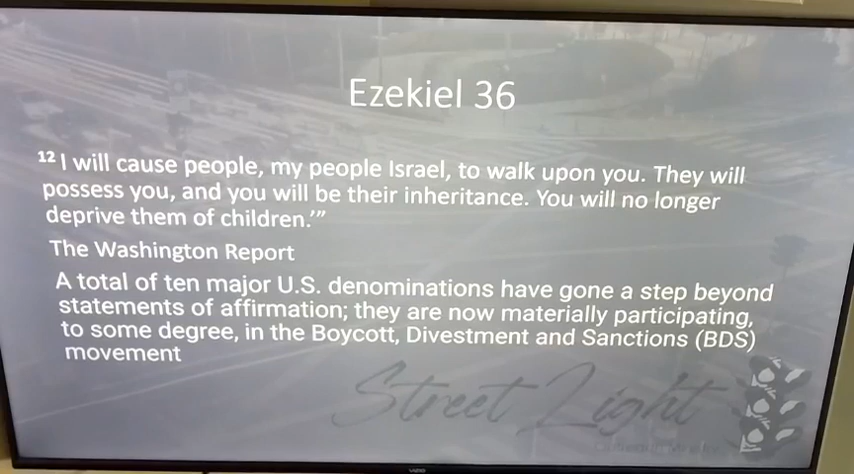 Ezekiel 36
12 I will cause people, my people Israel, to walk upon you. They will
possess you, and you will be their inheritance. You will no longer
deprive them of children.'”
The Washington Report
A total of ten major U.S. denominations have gone a step beyond
statements of affirmation; they are now materially participating,
to some degree, in the Boycott, Divestment and Sanctions (BDS)
movement
Street Light
VIZIO